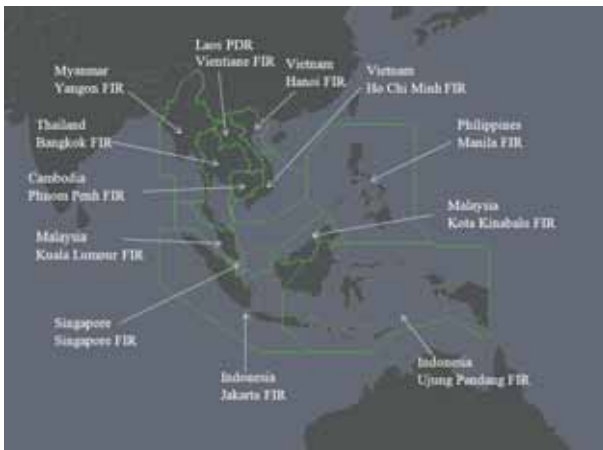 Laos PDR
Vientiane FIR
Vietnam
Hanoi FIR
Vietnam
Ho Chi Minh FIR
Myanmar
Yangon FIR
Thailand
Bangkok FIR
Philippines
Manila FIR
Cambodia
Phnom Penh FIR
Malaysia
Kota Kinabalu FIR
Malaysia
Kuala Lumpur FIR
Singapore
Singapore FIR
Indonesia
Jakarta FIR
Indonesia
Ujung Pandang FIR